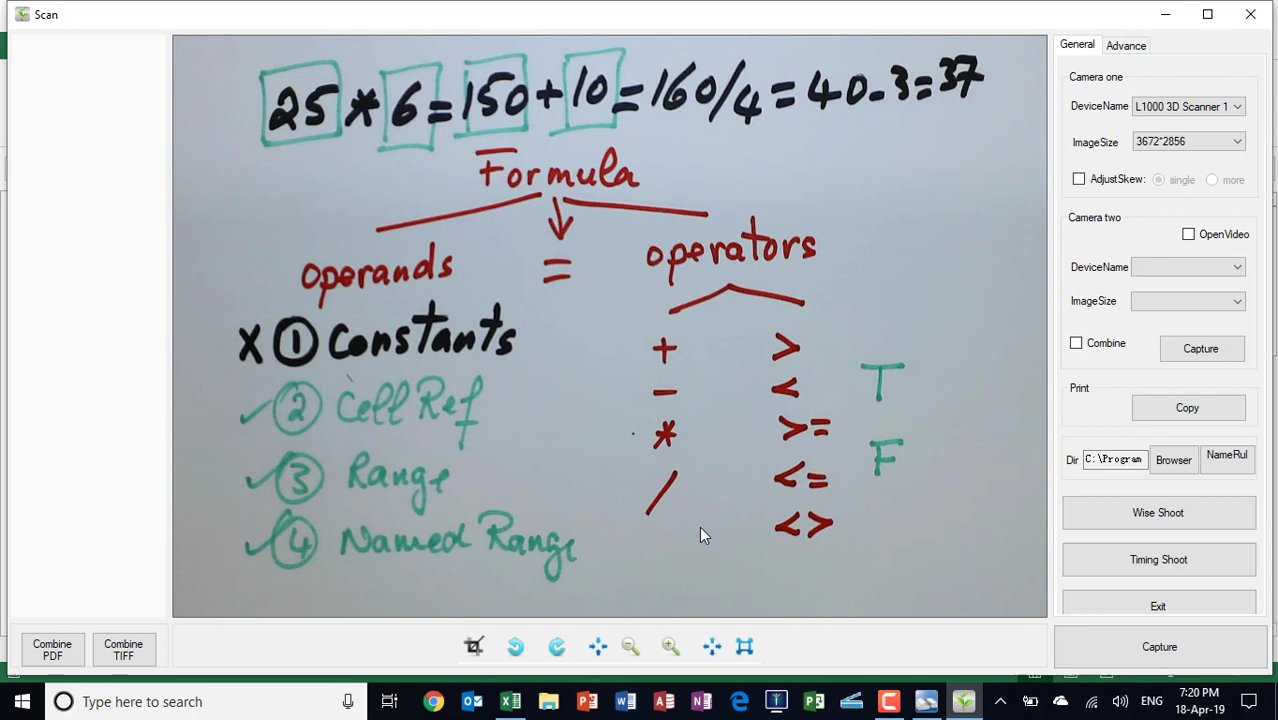 Scan
25 * 6 = 150 + 10 = 160/4 = 40 - 3 = 37
Formula
operands = operators
X ① Constants
✓ ② Cell Ref
✓ ③ Range
✓ ④ Named Range
+ >
- <
* >=
/ <=
<>
T
F
General Advance
Camera one
DeviceName L1000 3D Scanner 1
ImageSize 3672*2856
AdjustSkew: single more
Camera two
OpenVideo
DeviceName
ImageSize
Combine Capture
Print
Copy
Dir C:\Program Browser NameRul
Wise Shoot
Timing Shoot
Exit
Capture
Combine PDF
Combine TIFF
Type here to search
ENG
7:20 PM
18-Apr-19